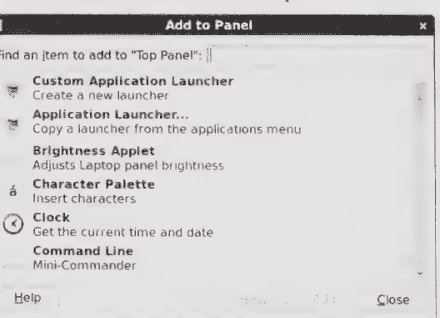 Add to Panel x
Find an item to add to "Top Panel":
Custom Application Launcher
Create a new launcher
Application Launcher...
Copy a launcher from the applications menu
Brightness Applet
Adjusts Laptop panel brightness
á
Character Palette
Insert characters
Clock
Get the current time and date
Command Line
Mini-Commander
Help
Close